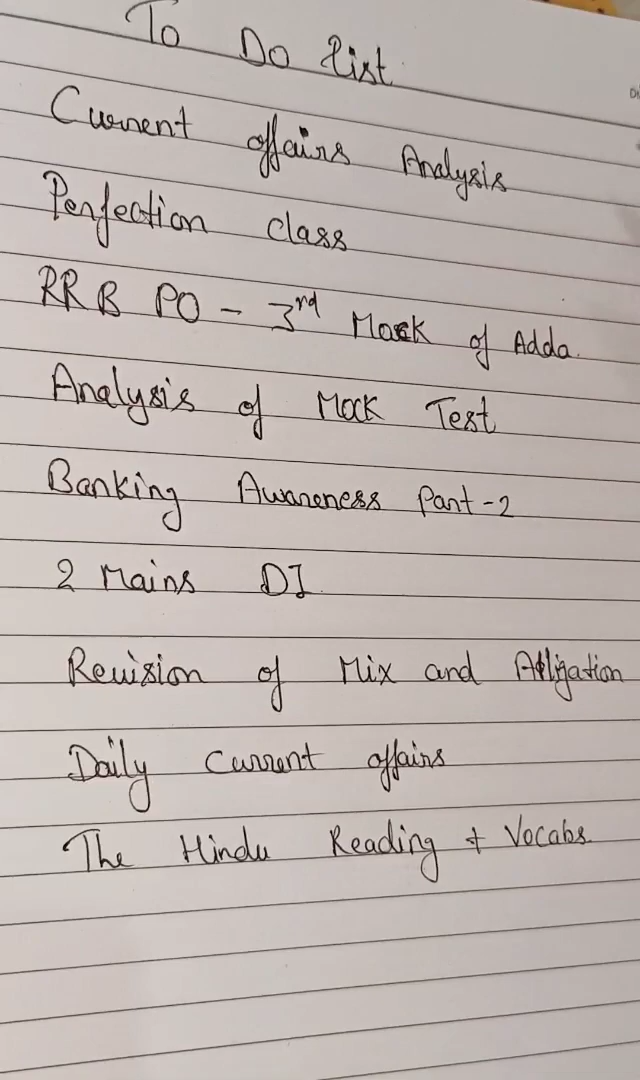 To Do list
Current affairs Analysis
Perfection class
RRB PO - 3rd Mock of Adda.
Analysis of Mock Test
Banking Awareness Part-2
2 Mains DI
Revision of Mix and Alligation
Daily Current affairs
The Hindu Reading + Vocabs